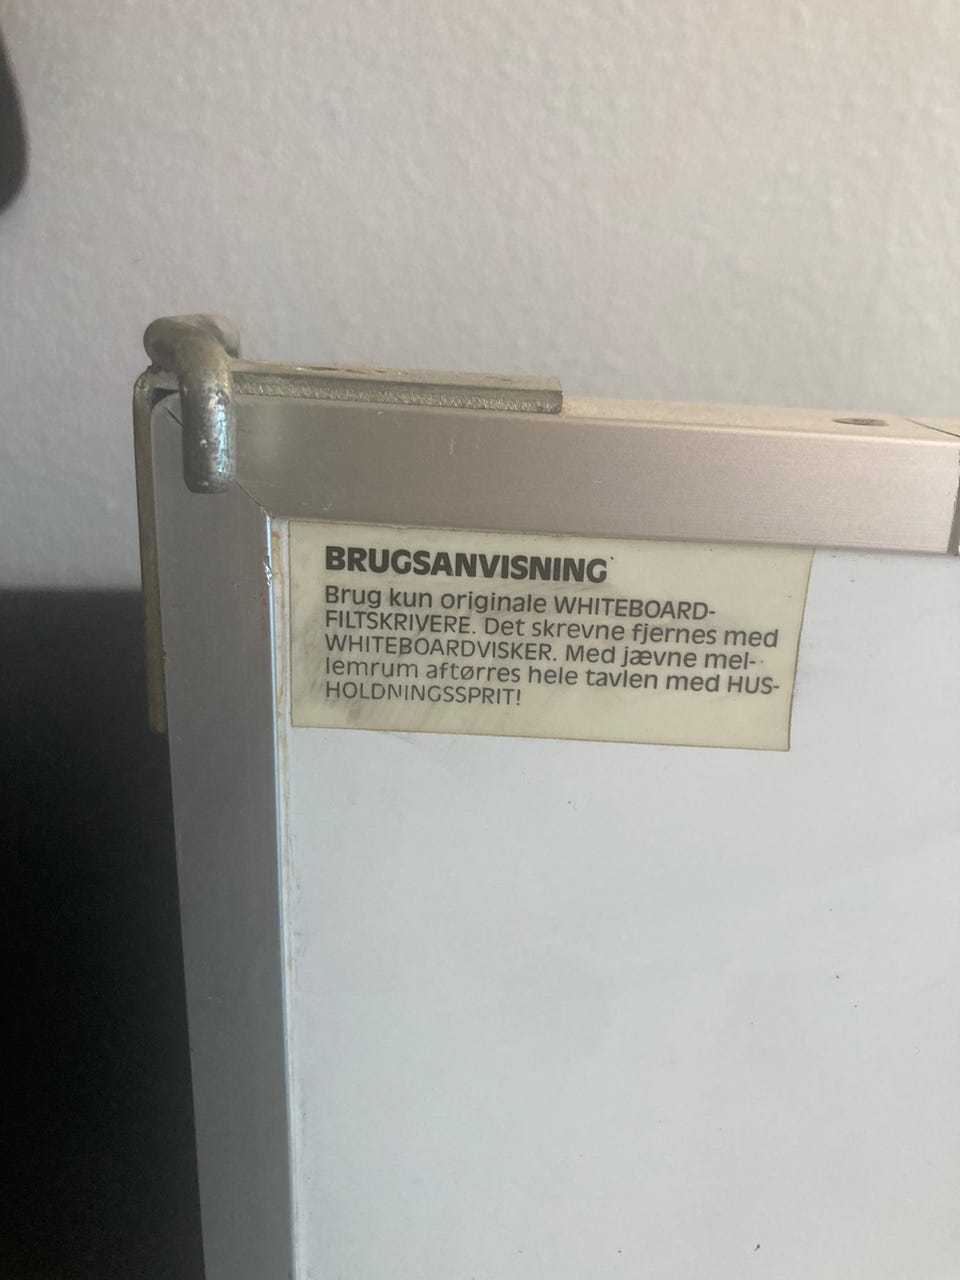 BRUGSANVISNING
Brug kun originale WHITEBOARD-
FILTSKRIVERE. Det skrevne fjernes med
WHITEBOARDVISKER. Med jævne mel-
lemrum aftørres hele tavlen med HUS-
HOLDNINGSSPRIT!